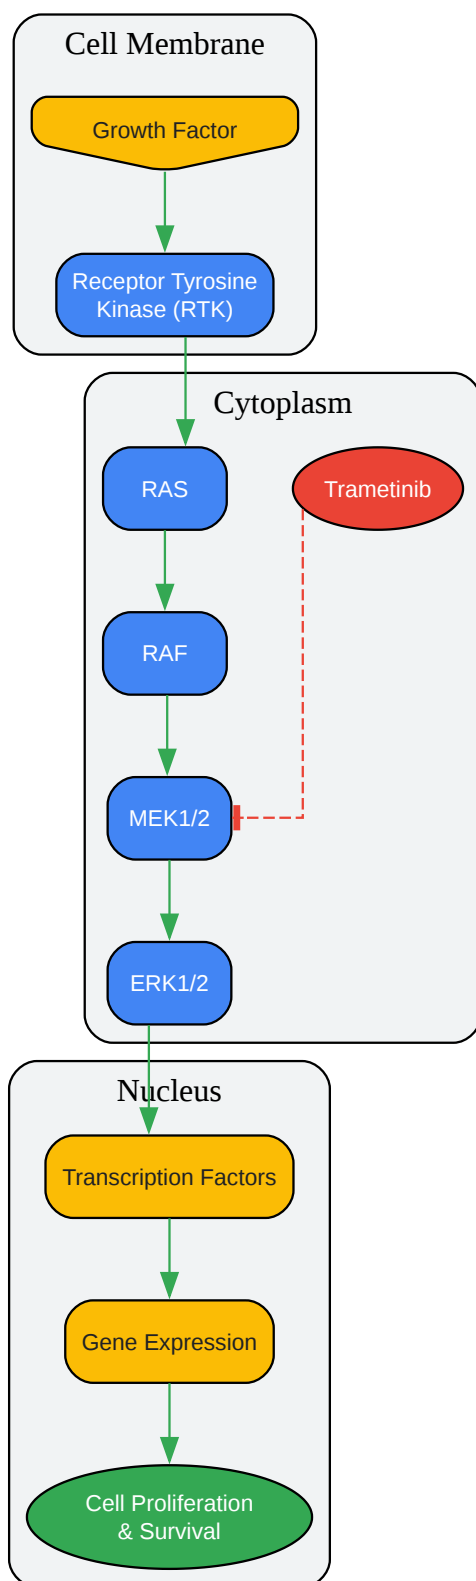 Cell Membrane
Growth Factor
Receptor Tyrosine
Kinase (RTK)
Cytoplasm
RAS
Trametinib
RAF
MEK1/2
ERK1/2
Nucleus
Transcription Factors
Gene Expression
Cell Proliferation
& Survival